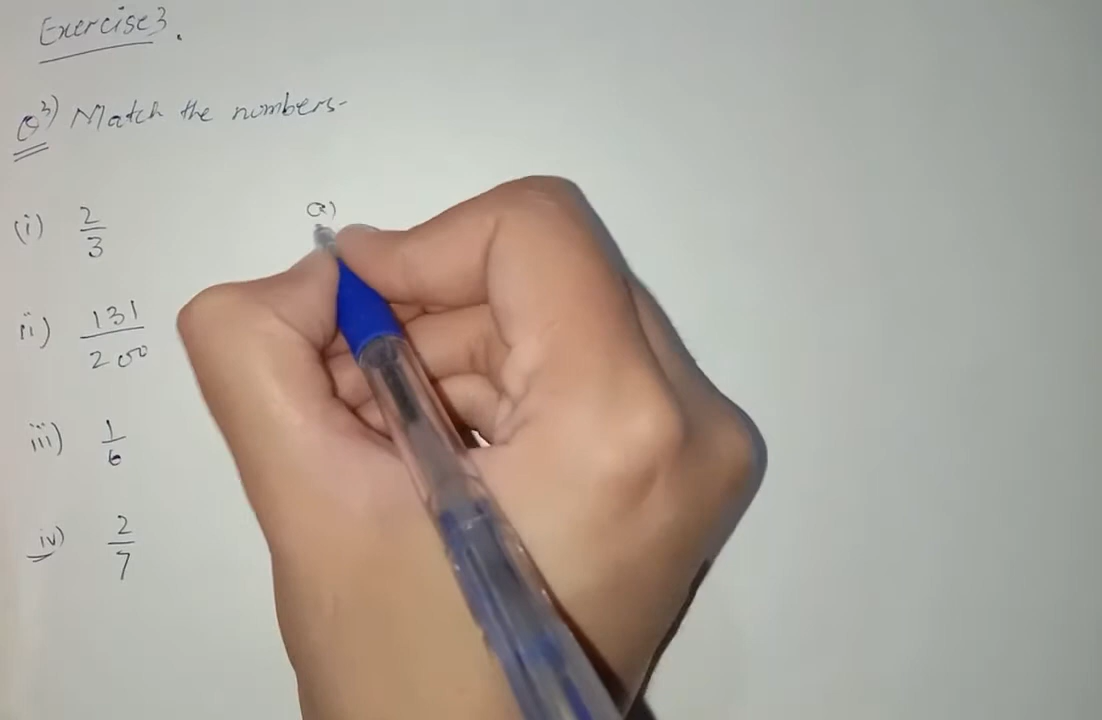 Exercise 3.
Q3) Match the numbers-
(i) 2/3
a)
ii) 131/200
iii) 1/6
iv) 2/7